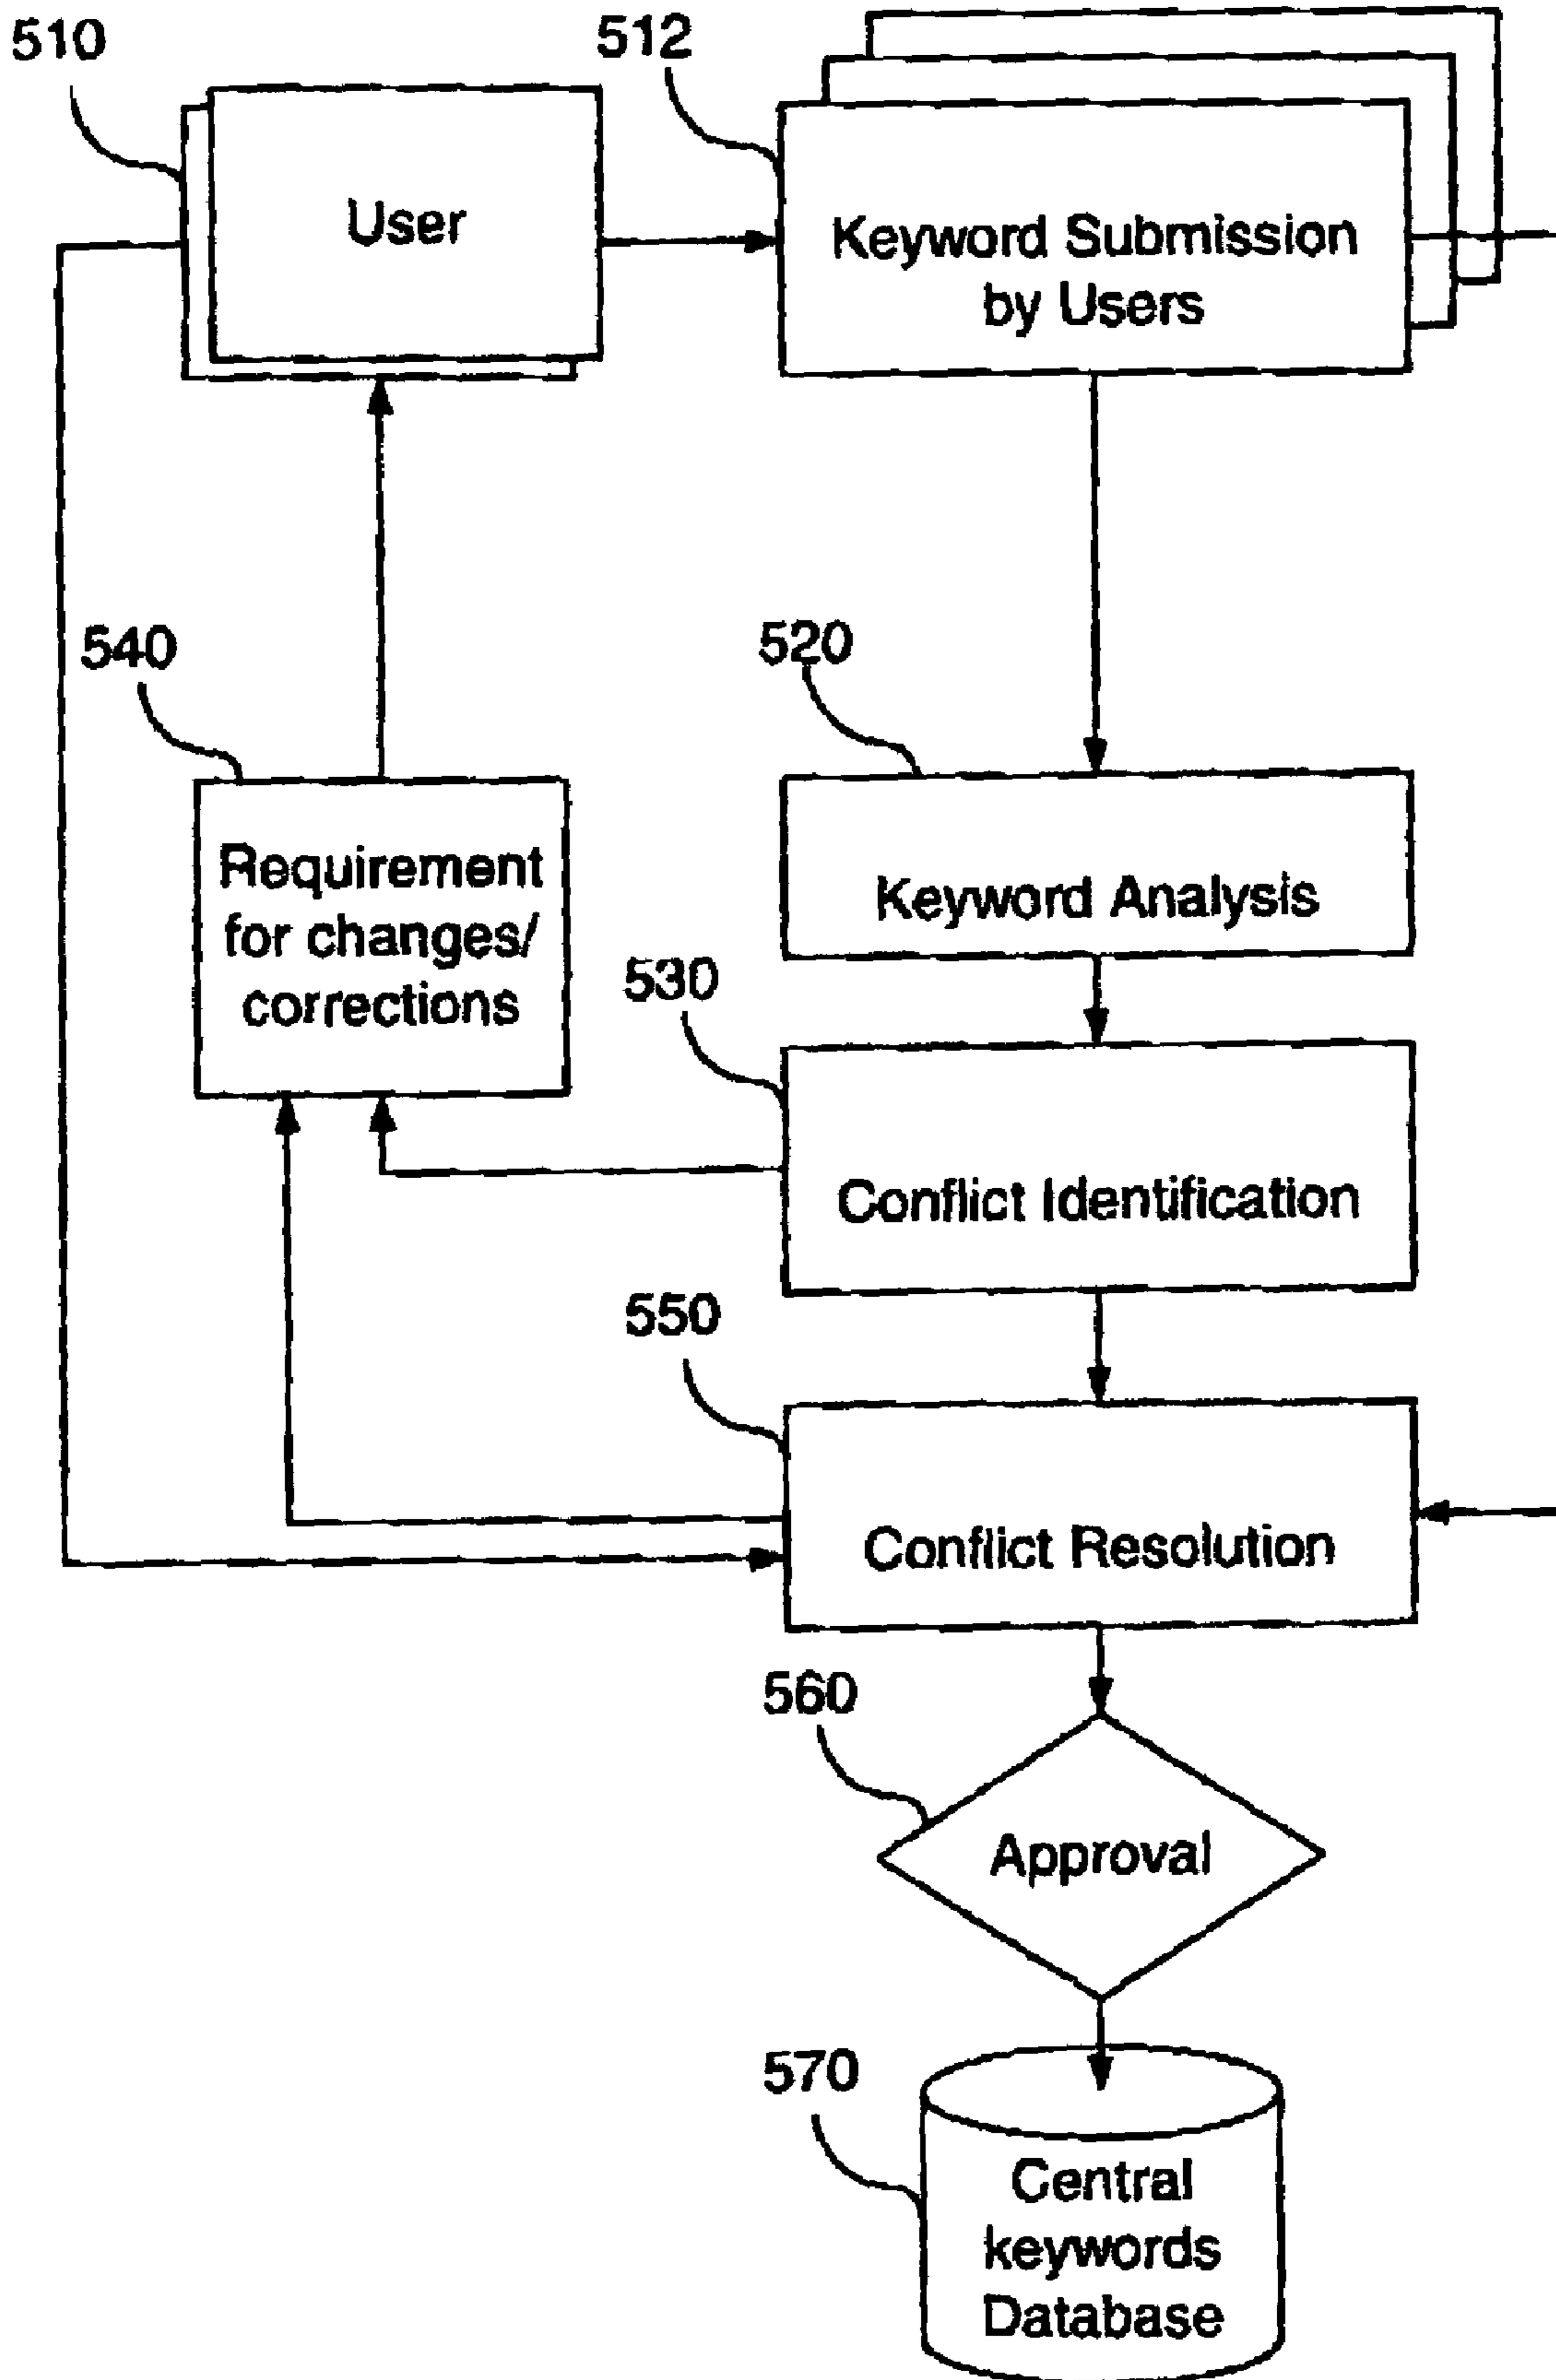 510
512
User
Keyword Submission
by Users
540
520
Requirement
for changes/
corrections
Keyword Analysis
530
Conflict Identification
550
Conflict Resolution
560
Approval
570
Central
keywords
Database